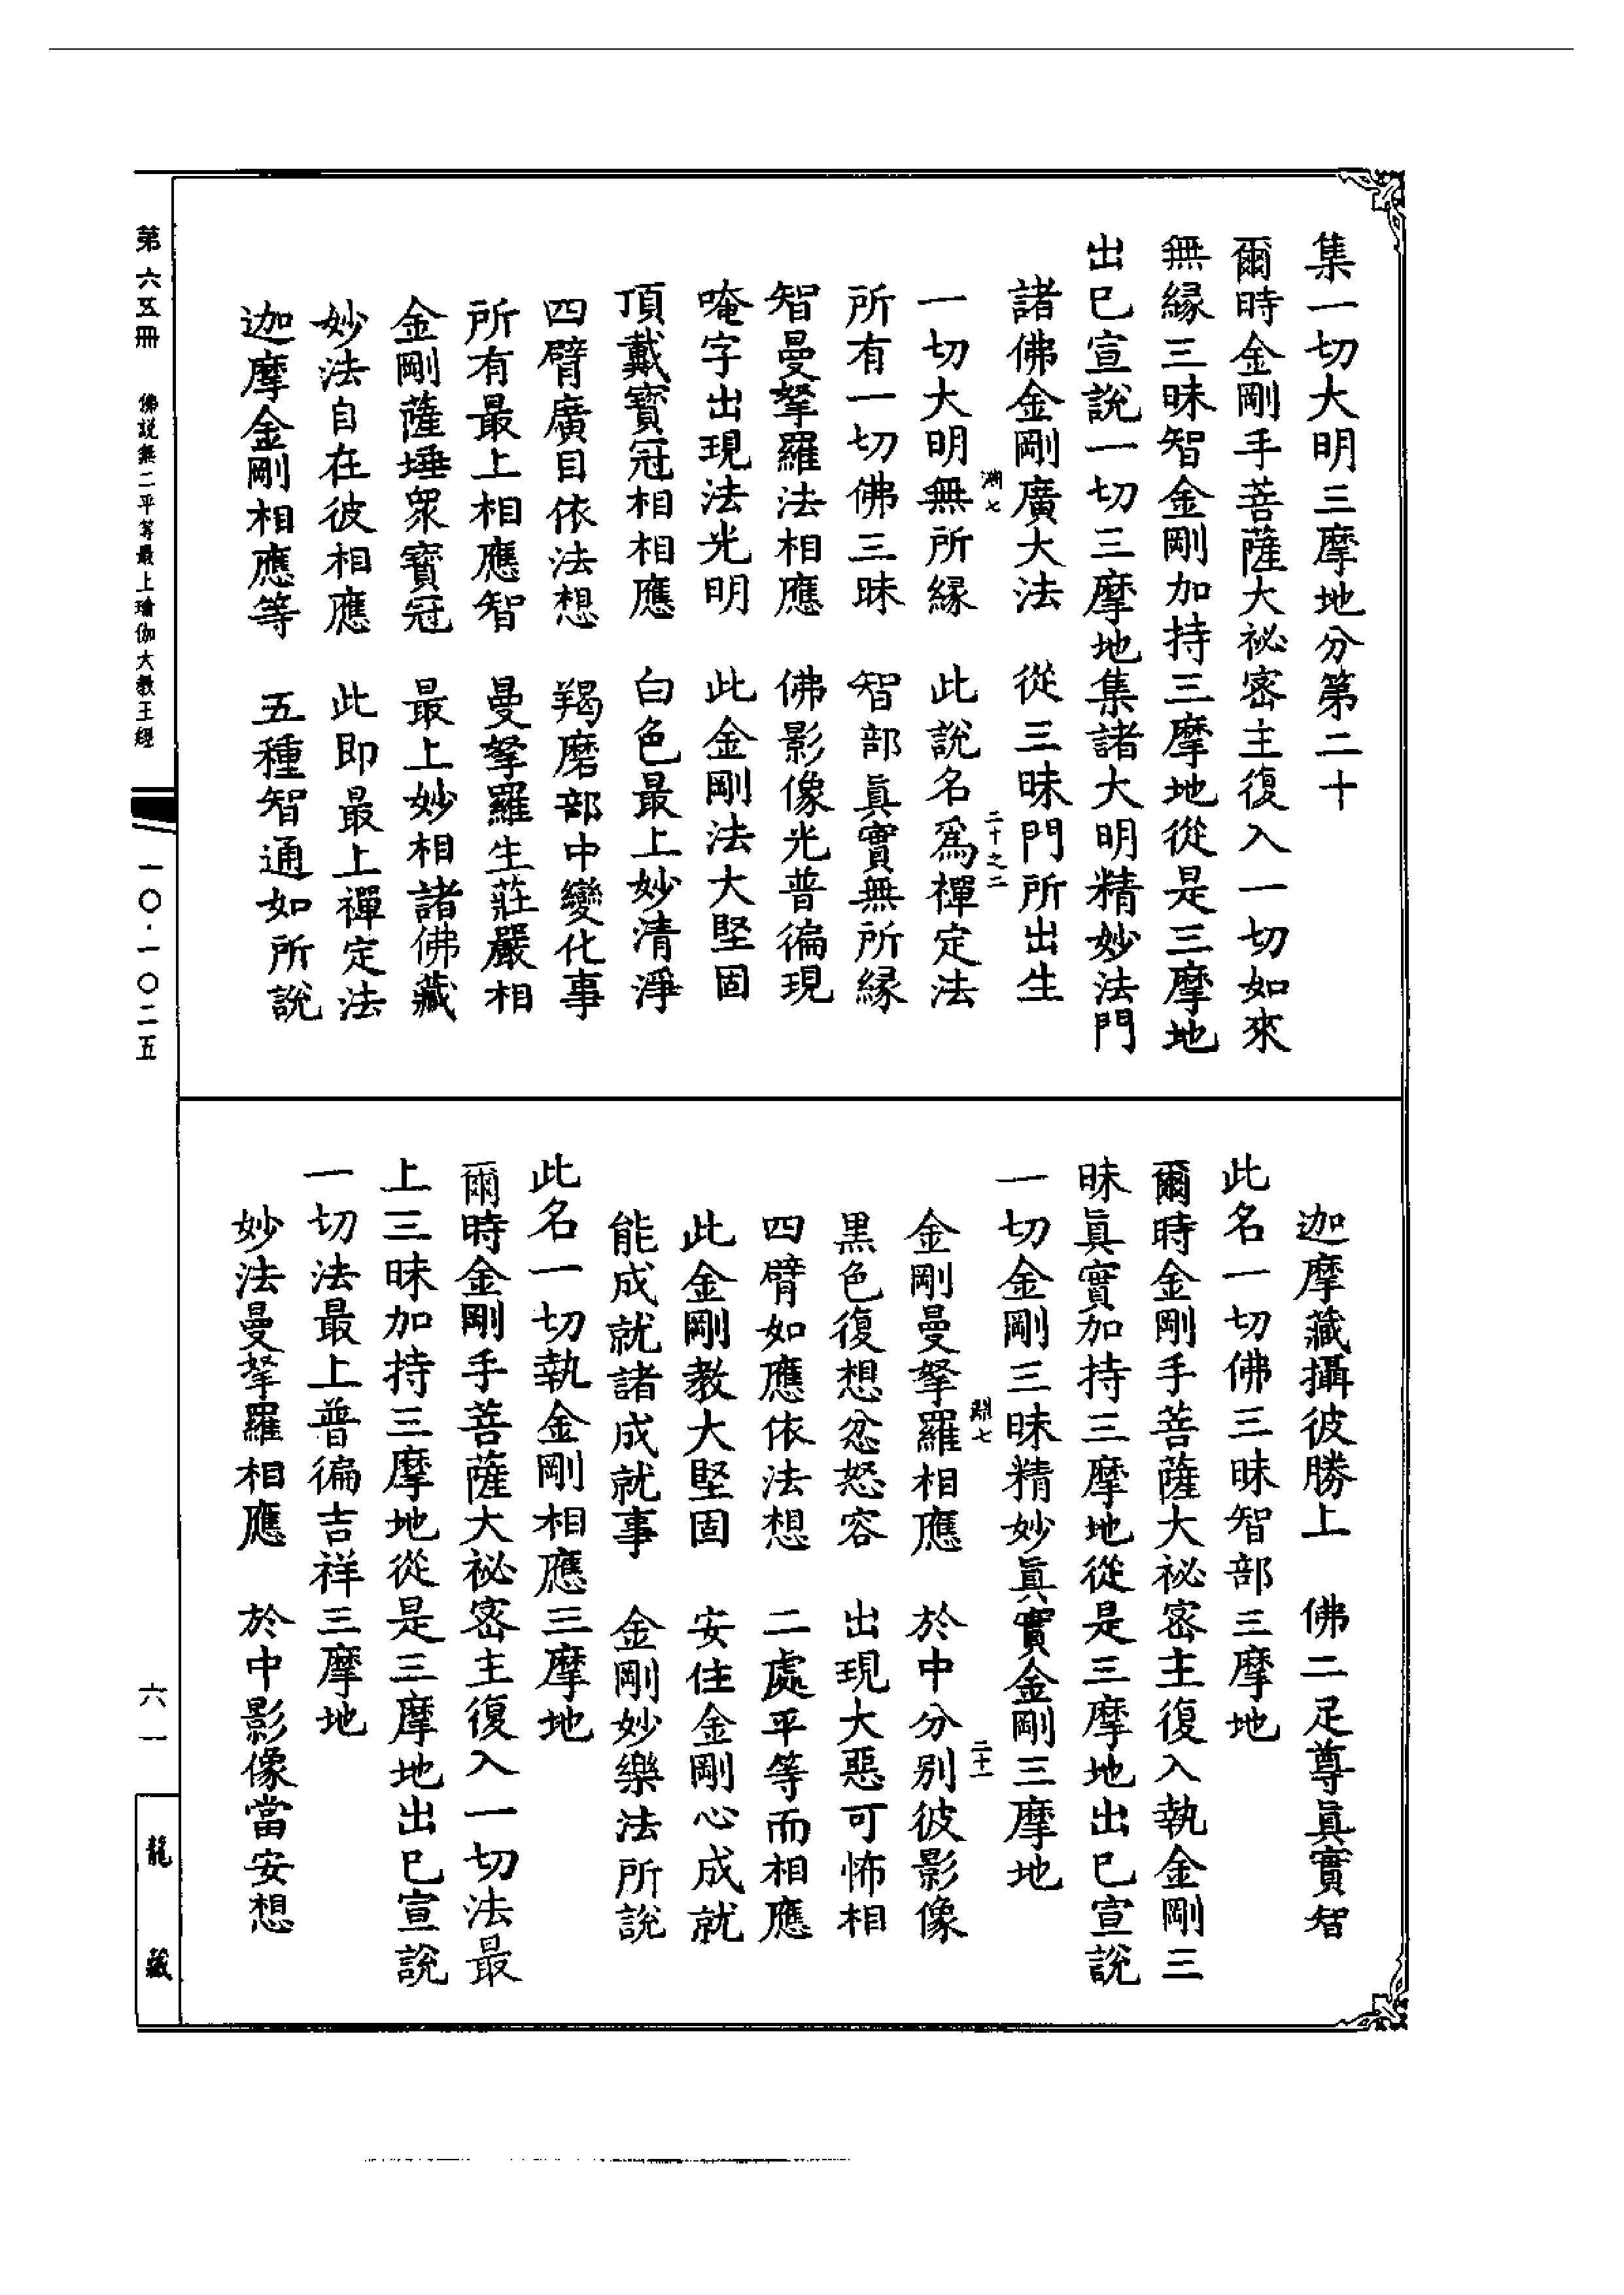 集一切大明三摩地分第二十
爾時金剛手菩薩大祕密主復入一切如來
無緣三昧智金剛加持三摩地從是三摩地
出已宣說一切三摩地集諸大明精妙法門
諸佛金剛廣大法　從三昧門所出生
二十之二
一切大明無所緣　此說名爲禪定法
所有一切佛三昧　智部眞實無所緣
智曼拏羅法相應　佛影像光普徧現
唵字出現法光明　此金剛法大堅固
頂戴寶冠相相應　白色最上妙清淨
四臂廣目依法想　羯磨部中變化事
所有最上相應智　曼拏羅生莊嚴相
金剛薩埵眾寶冠　最上妙相諸佛藏
妙法自在彼相應　此即最上禪定法
迦摩金剛相應等　五種智通如所說
迦摩藏攝彼勝上　佛二足尊眞實智
此名一切佛三昧智部三摩地
爾時金剛手菩薩大祕密主復入執金剛三
昧眞實加持三摩地從是三摩地出已宣說
一切金剛三昧精妙眞實金剛三摩地
二十一
金剛曼拏羅相應　於中分別彼影像
黑色復想忿怒容　出現大惡可怖相
四臂如應依法想　二處平等而相應
此金剛教大堅固　安住金剛心成就
能成就諸成就事　金剛妙樂法所說
此名一切執金剛相應三摩地
爾時金剛手菩薩大祕密主復入一切法最
上三昧加持三摩地從是三摩地出已宣說
一切法最上普徧吉祥三摩地
妙法曼拏羅相應　於中影像當安想
第六五冊　佛說無二平等最上瑜伽大教王經
一〇·一〇二五
六一
龍藏